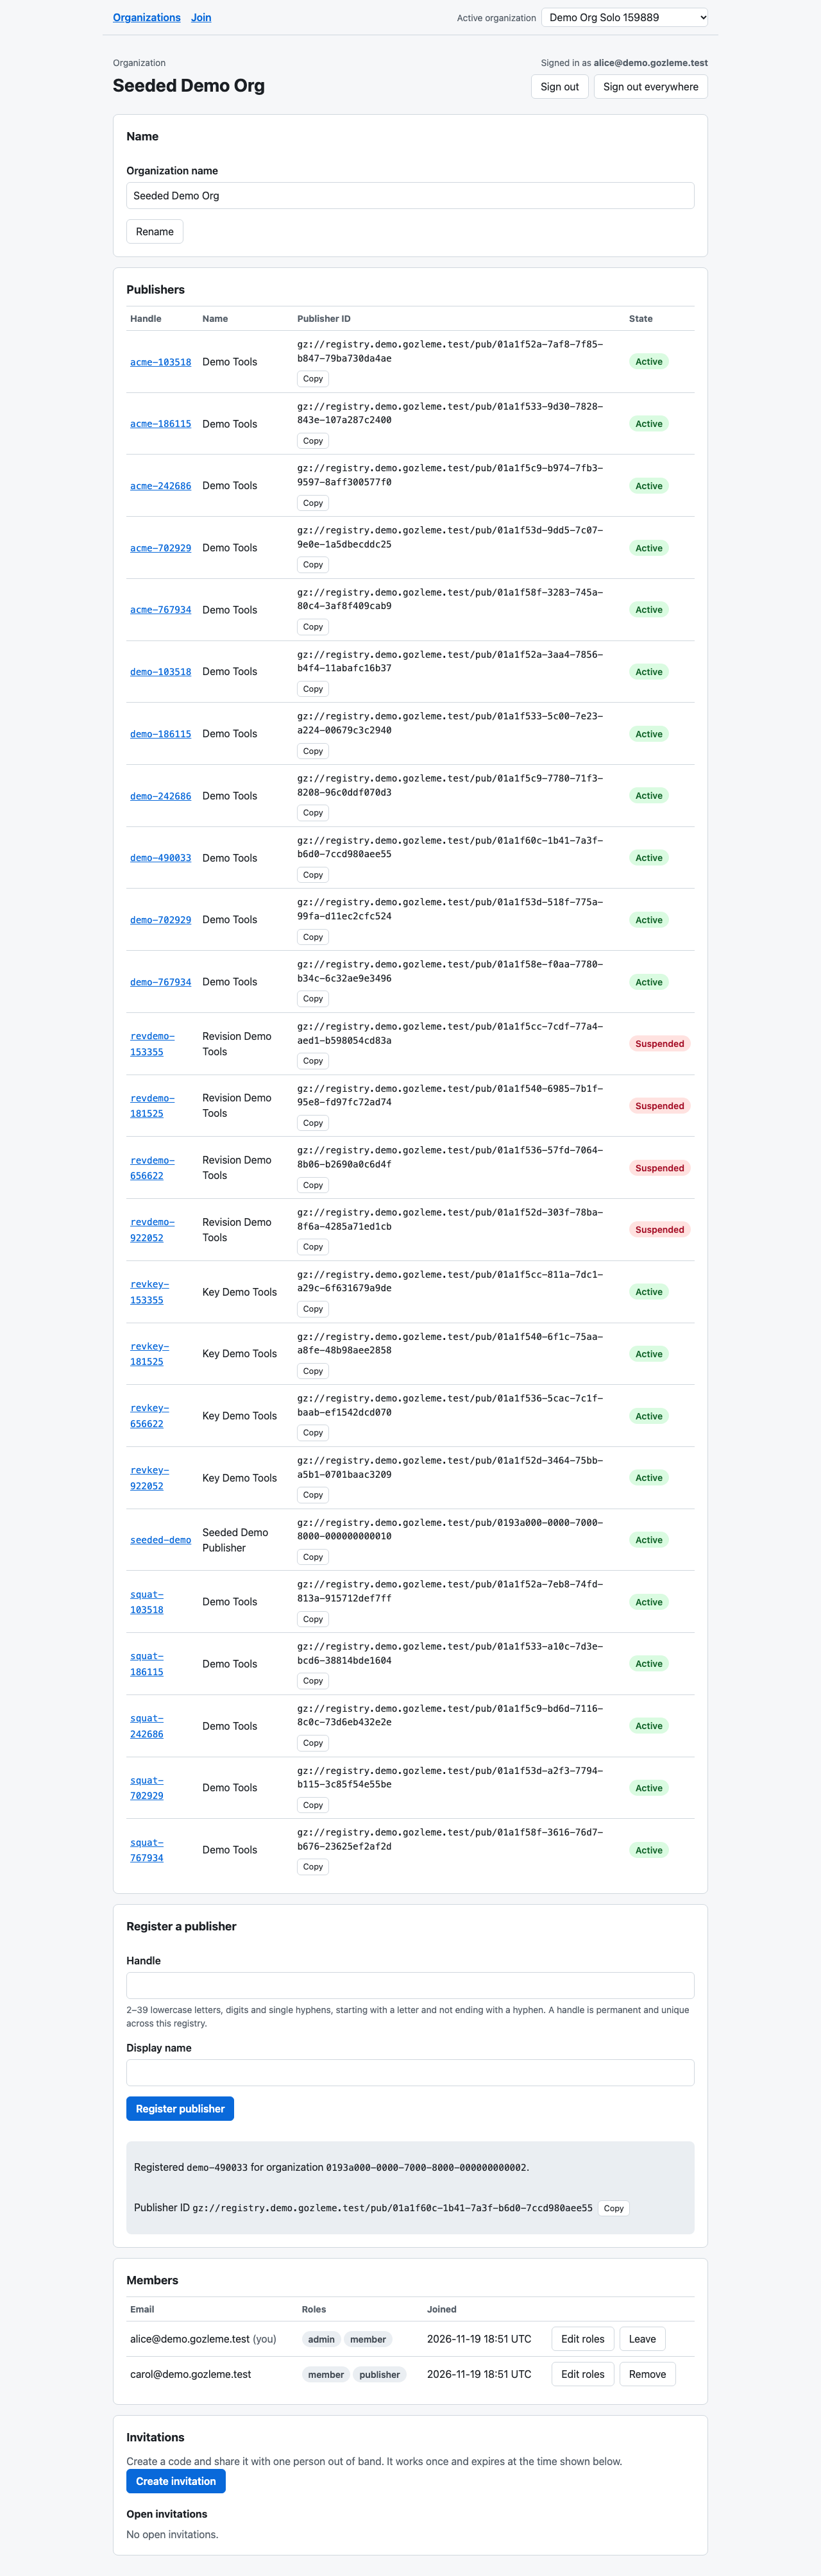 Organizations Join Active organization Demo Org Solo 159889
Organization
Signed in as alice@demo.gozleme.test
Seeded Demo Org
Sign out Sign out everywhere
Name
Organization name
Seeded Demo Org
Rename
Publishers
Handle Name Publisher ID State
gz://registry.demo.gozleme.test/pub/01a1f52a-7af8-7f85-
acme-103518 Demo Tools b847-79ba730da4ae Active
Copy
gz://registry.demo.gozleme.test/pub/01a1f533-9d30-7828-
acme-186115 Demo Tools 843e-107a287c2400 Active
Copy
gz://registry.demo.gozleme.test/pub/01a1f5c9-b974-7fb3-
acme-242686 Demo Tools 9597-8aff300577f0 Active
Copy
gz://registry.demo.gozleme.test/pub/01a1f53d-9dd5-7c07-
acme-702929 Demo Tools 9e0e-1a5dbecddc25 Active
Copy
gz://registry.demo.gozleme.test/pub/01a1f58f-3283-745a-
acme-767934 Demo Tools 80c4-3af8f409cab9 Active
Copy
gz://registry.demo.gozleme.test/pub/01a1f52a-3aa4-7856-
demo-103518 Demo Tools b4f4-11abafc16b37 Active
Copy
gz://registry.demo.gozleme.test/pub/01a1f533-5c00-7e23-
demo-186115 Demo Tools a224-00679c3c2940 Active
Copy
gz://registry.demo.gozleme.test/pub/01a1f5c9-7780-71f3-
demo-242686 Demo Tools 8208-96c0ddf070d3 Active
Copy
gz://registry.demo.gozleme.test/pub/01a1f60c-1b41-7a3f-
demo-490033 Demo Tools b6d0-7ccd980aee55 Active
Copy
gz://registry.demo.gozleme.test/pub/01a1f53d-518f-775a-
demo-702929 Demo Tools 99fa-d11ec2cfc524 Active
Copy
gz://registry.demo.gozleme.test/pub/01a1f58e-f0aa-7780-
demo-767934 Demo Tools b34c-6c32ae9e3496 Active
Copy
gz://registry.demo.gozleme.test/pub/01a1f5cc-7cdf-77a4-
revdemo-153355 Revision Demo Tools aed1-b598054cd83a Suspended
Copy
gz://registry.demo.gozleme.test/pub/01a1f540-6985-7b1f-
revdemo-181525 Revision Demo Tools 95e8-fd97fc72ad74 Suspended
Copy
gz://registry.demo.gozleme.test/pub/01a1f536-57fd-7064-
revdemo-656622 Revision Demo Tools 8b06-b2690a0c6d4f Suspended
Copy
gz://registry.demo.gozleme.test/pub/01a1f52d-303f-78ba-
revdemo-922052 Revision Demo Tools 8f6a-4285a71ed1cb Suspended
Copy
gz://registry.demo.gozleme.test/pub/01a1f5cc-811a-7dc1-
revkey-153355 Key Demo Tools a29c-6f631679a9de Active
Copy
gz://registry.demo.gozleme.test/pub/01a1f540-6f1c-75aa-
revkey-181525 Key Demo Tools a8fe-48b98aee2858 Active
Copy
gz://registry.demo.gozleme.test/pub/01a1f536-5cac-7c1f-
revkey-656622 Key Demo Tools baab-ef1542dcd070 Active
Copy
gz://registry.demo.gozleme.test/pub/01a1f52d-3464-75bb-
revkey-922052 Key Demo Tools a5b1-0701baac3209 Active
Copy
gz://registry.demo.gozleme.test/pub/0193a000-0000-7000-
seeded-demo Seeded Demo Publisher 8000-000000000010 Active
Copy
gz://registry.demo.gozleme.test/pub/01a1f52a-7eb8-74fd-
squat-103518 Demo Tools 813a-915712def7ff Active
Copy
gz://registry.demo.gozleme.test/pub/01a1f533-a10c-7d3e-
squat-186115 Demo Tools bcd6-38814bde1604 Active
Copy
gz://registry.demo.gozleme.test/pub/01a1f5c9-bd6d-7116-
squat-242686 Demo Tools 8c0c-73d6eb432e2e Active
Copy
gz://registry.demo.gozleme.test/pub/01a1f53d-a2f3-7794-
squat-702929 Demo Tools b115-3c85f54e55be Active
Copy
gz://registry.demo.gozleme.test/pub/01a1f58f-3616-76d7-
squat-767934 Demo Tools b676-23625ef2af2d Active
Copy
Register a publisher
Handle
2–39 lowercase letters, digits and single hyphens, starting with a letter and not ending with a hyphen. A handle is permanent and unique
across this registry.
Display name
Register publisher
Registered demo-490033 for organization 0193a000-0000-7000-8000-000000000002.
Publisher ID gz://registry.demo.gozleme.test/pub/01a1f60c-1b41-7a3f-b6d0-7ccd980aee55 Copy
Members
Email Roles Joined
alice@demo.gozleme.test (you) admin member 2026-11-19 18:51 UTC Edit roles Leave
carol@demo.gozleme.test member publisher 2026-11-19 18:51 UTC Edit roles Remove
Invitations
Create a code and share it with one person out of band. It works once and expires at the time shown below.
Create invitation
Open invitations
No open invitations.